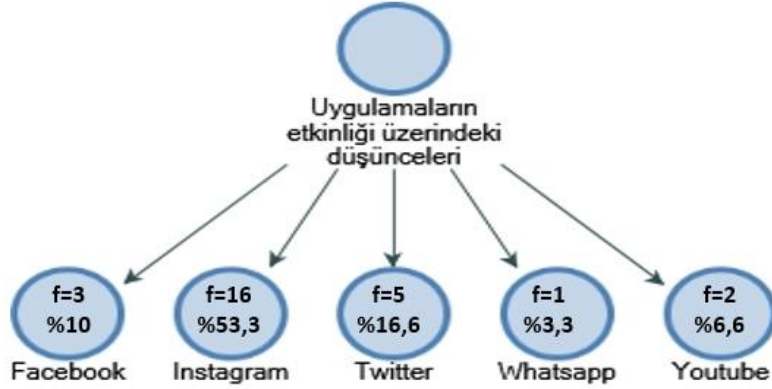 Uygulamaların
etkinliği üzerindeki
düşünceleri
f=3
%10
Facebook
f=16
%53,3
Instagram
f=5
%16,6
Twitter
f=1
%3,3
Whatsapp
f=2
%6,6
Youtube